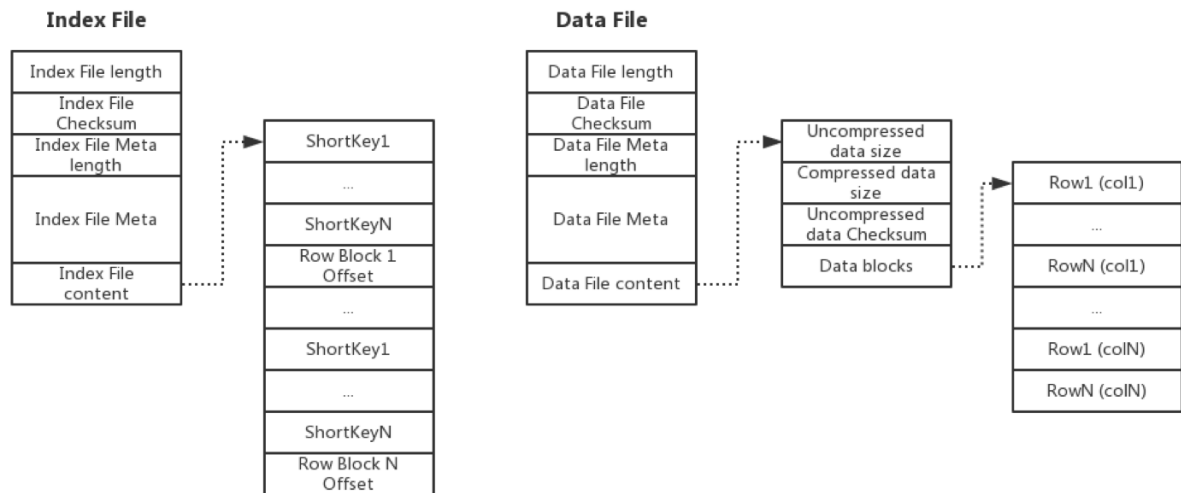 Index File
Index File length
Index File
Checksum
Index File Meta
length
Index File Meta
Index File
content
ShortKey1
...
ShortKeyN
Row Block 1
Offset
...
ShortKey1
...
ShortKeyN
Row Block N
Offset
Data File
Data File length
Data File
Checksum
Data File Meta
length
Data File Meta
Data File content
Uncompressed
data size
Compressed data
size
Uncompressed
data Checksum
Data blocks
Row1 (col1)
...
RowN (col1)
...
Row1 (colN)
RowN (colN)